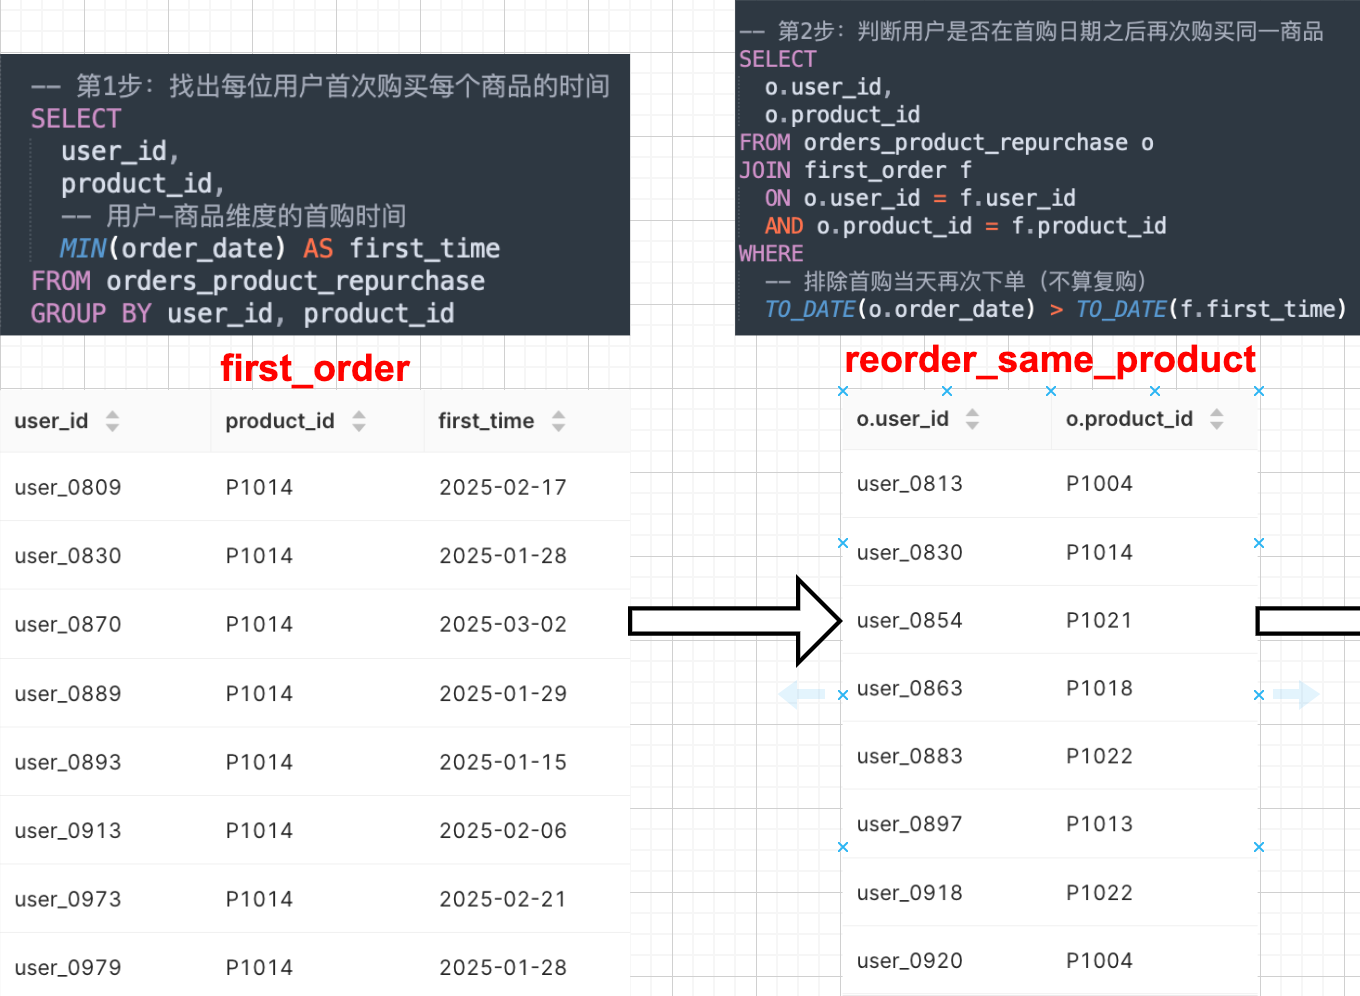 -- 第1步：找出每位用户首次购买每个商品的时间
SELECT
user_id,
product_id,
-- 用户-商品维度的首购时间
MIN(order_date) AS first_time
FROM orders_product_repurchase
GROUP BY user_id, product_id
first_order
user_id product_id first_time
user_0809 P1014 2025-02-17
user_0830 P1014 2025-01-28
user_0870 P1014 2025-03-02
user_0889 P1014 2025-01-29
user_0893 P1014 2025-01-15
user_0913 P1014 2025-02-06
user_0973 P1014 2025-02-21
user_0979 P1014 2025-01-28
-- 第2步：判断用户是否在首购日期之后再次购买同一商品
SELECT
o.user_id,
o.product_id
FROM orders_product_repurchase o
JOIN first_order f
ON o.user_id = f.user_id
AND o.product_id = f.product_id
WHERE
-- 排除首购当天再次下单（不算复购）
TO_DATE(o.order_date) > TO_DATE(f.first_time)
reorder_same_product
o.user_id o.product_id
user_0813 P1004
user_0830 P1014
user_0854 P1021
user_0863 P1018
user_0883 P1022
user_0897 P1013
user_0918 P1022
user_0920 P1004